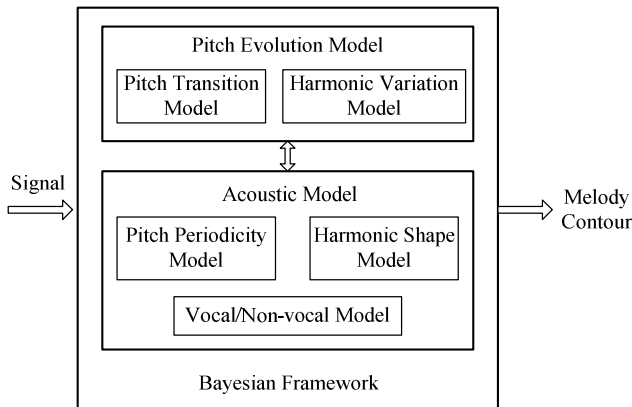 Pitch Evolution Model
Pitch Transition
Model
Harmonic Variation
Model
Signal
Acoustic Model
Pitch Periodicity
Model
Harmonic Shape
Model
Vocal/Non-vocal Model
Bayesian Framework
Melody
Contour